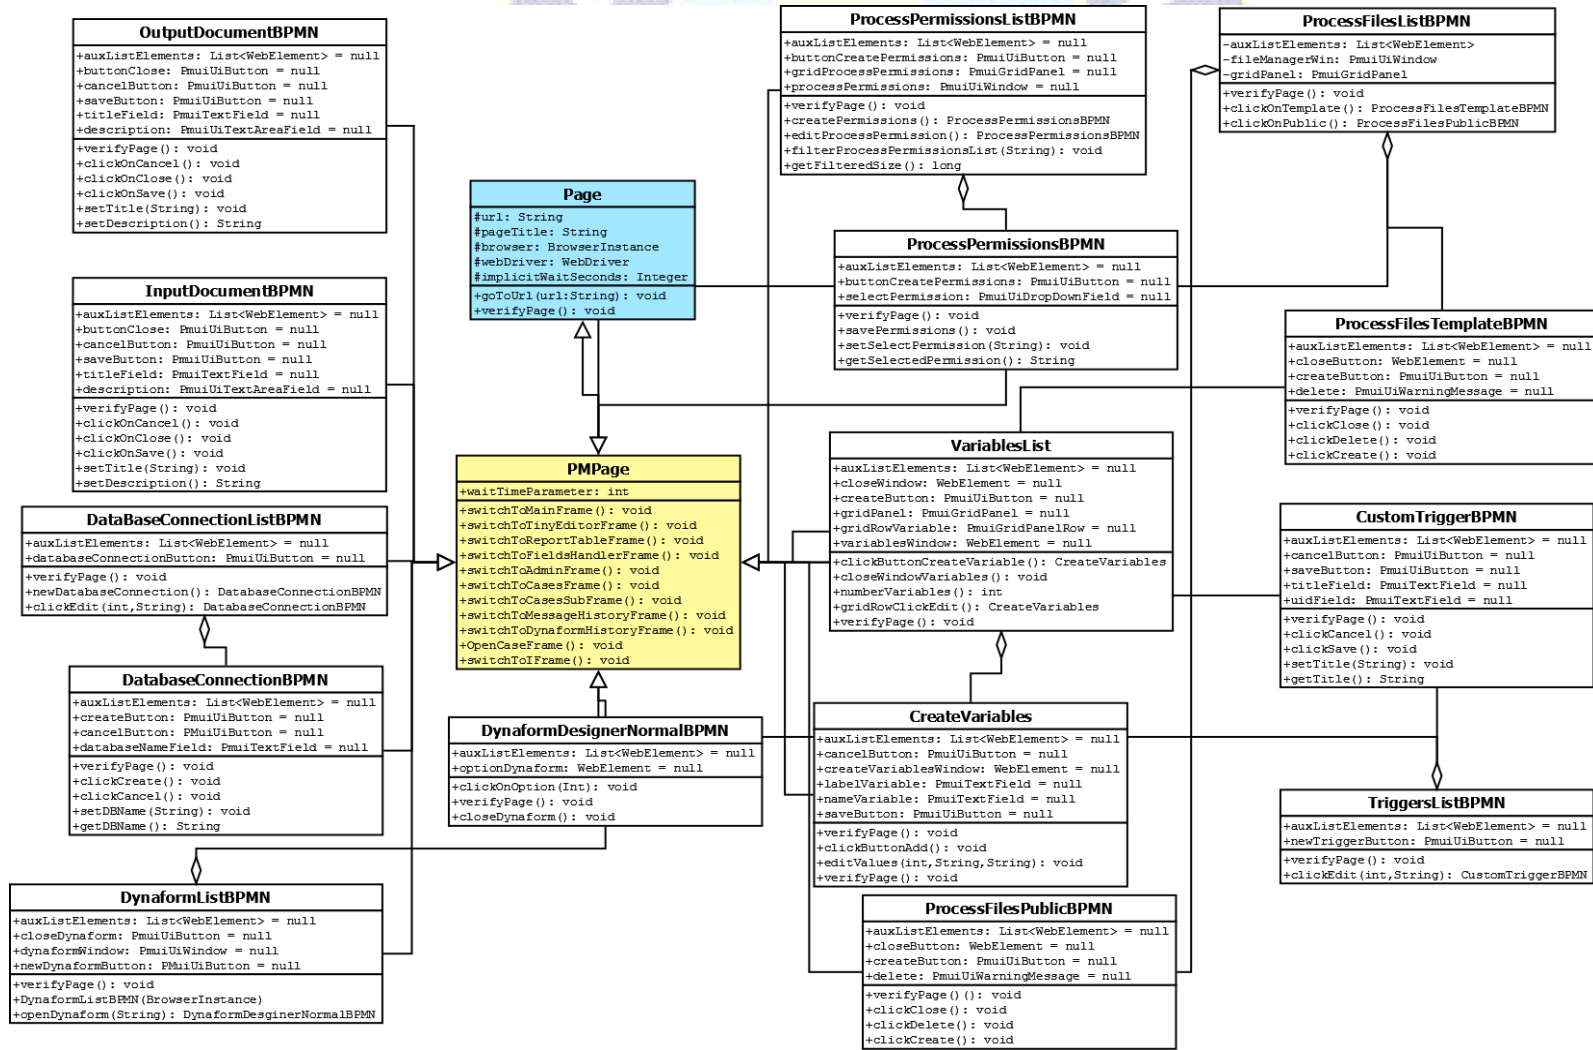 OutputDocumentBPMN
+auxListElements: List<WebElement> = null
+buttonClose: PmuiUiButton = null
+cancelButton: PmuiUiButton = null
+saveButton: PmuiUiButton = null
+titleField: PmuiTextField = null
+description: PmuiUiTextAreaField = null
+verifyPage(): void
+clickOnCancel(): void
+clickOnClose(): void
+clickOnSave(): void
+setTitle(String): void
+setDescription(): String
InputDocumentBPMN
+auxListElements: List<WebElement> = null
+buttonClose: PmuiUiButton = null
+cancelButton: PmuiUiButton = null
+saveButton: PmuiUiButton = null
+titleField: PmuiTextField = null
+description: PmuiUiTextAreaField = null
+verifyPage(): void
+clickOnCancel(): void
+clickOnClose(): void
+clickOnSave(): void
+setTitle(String): void
+setDescription(): String
DataBaseConnectionListBPMN
+auxListElements: List<WebElement> = null
+databaseConnectionButton: PmuiUiButton = null
+verifyPage(): void
+newDatabaseConnection(): DatabaseConnectionBPMN
+clickEdit(int,String): DatabaseConnectionBPMN
DatabaseConnectionBPMN
+auxListElements: List<WebElement> = null
+createButton: PmuiUiButton = null
+cancelButton: PMuiUiButton = null
+databaseNameField: PmuiTextField = null
+verifyPage(): void
+clickCreate(): void
+clickCancel(): void
+setDBName(String): void
+getDBName(): String
DynaformListBPMN
+auxListElements: List<WebElement> = null
+closeDynaform: PmuiUiButton = null
+dynaformWindow: PmuiUiWindow = null
+newDynaformButton: PMuiUiButton = null
+verifyPage(): void
+DynaformListBPMN(BrowserInstance)
+openDynaform(String): DynaformDesginerNormalBPMN
Page
#url: String
#pageTitle: String
#browser: BrowserInstance
#webDriver: WebDriver
#implicitWaitSeconds: Integer
+goToUrl(url:String): void
+verifyPage(): void
PMPage
+waitTimeParameter: int
+switchToMainFrame(): void
+switchToTinyEditorFrame(): void
+switchToReportTableFrame(): void
+switchToFieldsHandlerFrame(): void
+switchToAdminFrame(): void
+switchToCasesFrame(): void
+switchToCasesSubFrame(): void
+switchToMessageHistoryFrame(): void
+switchToDynaformHistoryFrame(): void
+OpenCaseFrame(): void
+switchToIFrame(): void
DynaformDesignerNormalBPMN
+auxListElements: List<WebElement> = null
+optionDynaform: WebElement = null
+clickOnOption(Int): void
+verifyPage(): void
+closeDynaform(): void
ProcessPermissionsListBPMN
+auxListElements: List<WebElement> = null
+buttonCreatePermissions: PmuiUiButton = null
+gridProcessPermissions: PmuiGridPanel = null
+processPermissions: PmuiUiWindow = null
+verifyPage(): void
+createPermissions(): ProcessPermissionsBPMN
+editProcessPermission(): ProcessPermissionsBPMN
+filterProcessPermissionsList(String): void
+getFilteredSize(): long
ProcessPermissionsBPMN
+auxListElements: List<WebElement> = null
+buttonCreatePermissions: PmuiUiButton = null
+selectPermission: PmuiUiDropDownField = null
+verifyPage(): void
+savePermissions(): void
+setSelectPermission(String): void
+getSelectedPermission(): String
VariablesList
+auxListElements: List<WebElement> = null
+closeWindow: WebElement = null
+createButton: PmuiUiButton = null
+gridPanel: PmuiGridPanel = null
+gridRowVariable: PmuiGridPanelRow = null
+variablesWindow: WebElement = null
+clickButtonCreateVariable(): CreateVariables
+closeWindowVariables(): void
+numberVariables(): int
+gridRowClickEdit(): CreateVariables
+verifyPage(): void
CreateVariables
+auxListElements: List<WebElement> = null
+cancelButton: PmuiUiButton = null
+createVariablesWindow: WebElement = null
+labelVariable: PmuiTextField = null
+nameVariable: PmuiTextField = null
+saveButton: PmuiUiButton = null
+verifyPage(): void
+clickButtonAdd(): void
+editValues(int,String,String): void
+verifyPage(): void
ProcessFilesPublicBPMN
+auxListElements: List<WebElement> = null
+closeButton: WebElement = null
+createButton: PmuiUiButton = null
+delete: PmuiUiWarningMessage = null
+verifyPage()(): void
+clickClose(): void
+clickDelete(): void
+clickCreate(): void
ProcessFilesListBPMN
-auxListElements: List<WebElement>
-fileManagerWin: PmuiUiWindow
-gridPanel: PmuiGridPanel
+verifyPage(): void
+clickOnTemplate(): ProcessFilesTemplateBPMN
+clickOnPublic(): ProcessFilesPublicBPMN
ProcessFilesTemplateBPMN
+auxListElements: List<WebElement> = null
+closeButton: WebElement = null
+createButton: PmuiUiButton = null
+delete: PmuiUiWarningMessage = null
+verifyPage(): void
+clickClose(): void
+clickDelete(): void
+clickCreate(): void
CustomTriggerBPMN
+auxListElements: List<WebElement> = null
+cancelButton: PmuiUiButton = null
+saveButton: PmuiUiButton = null
+titleField: PmuiTextField = null
+uidField: PmuiTextField = null
+verifyPage(): void
+clickCancel(): void
+clickSave(): void
+setTitle(String): void
+getTitle(): String
TriggersListBPMN
+auxListElements: List<WebElement> = null
+newTriggerButton: PmuiUiButton = null
+verifyPage(): void
+clickEdit(int,String): CustomTriggerBPMN